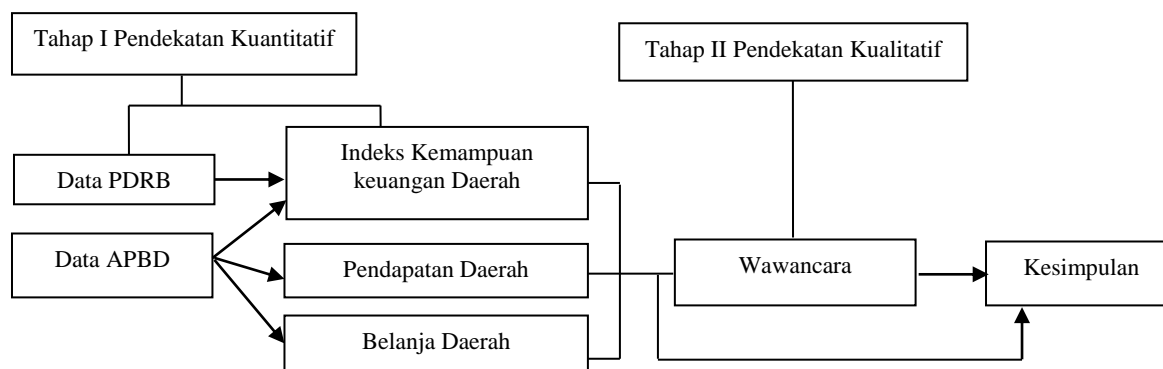 Tahap I Pendekatan Kuantitatif
Tahap II Pendekatan Kualitatif
Indeks Kemampuan
keuangan Daerah
Data PDRB
Data APBD
Pendapatan Daerah
Wawancara
Kesimpulan
Belanja Daerah